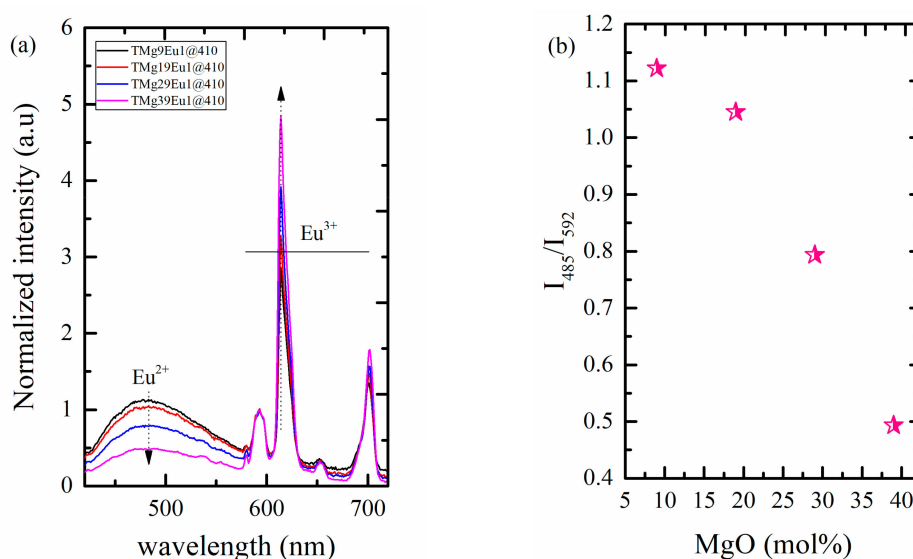 (a)
6
5
4
3
2
1
0
Normalized intensity (a.u)
TMg9Eu1@410
TMg19Eu1@410
TMg29Eu1@410
TMg39Eu1@410
Eu³⁺
Eu²⁺
500
600
700
wavelength (nm)
(b)
1.2
1.1
1.0
0.9
0.8
0.7
0.6
0.5
0.4
I₄₈₅/I₅₉₂
5
10
15
20
25
30
35
40
MgO (mol%)